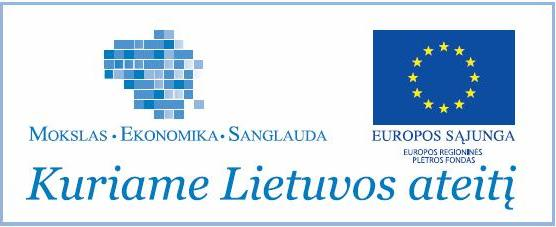 MOKSLAS • EKONOMIKA • SANGLAUDA
EUROPOS SĄJUNGA
EUROPOS REGIONINĖS
PLĖTROS FONDAS
Kuriame Lietuvos ateitį